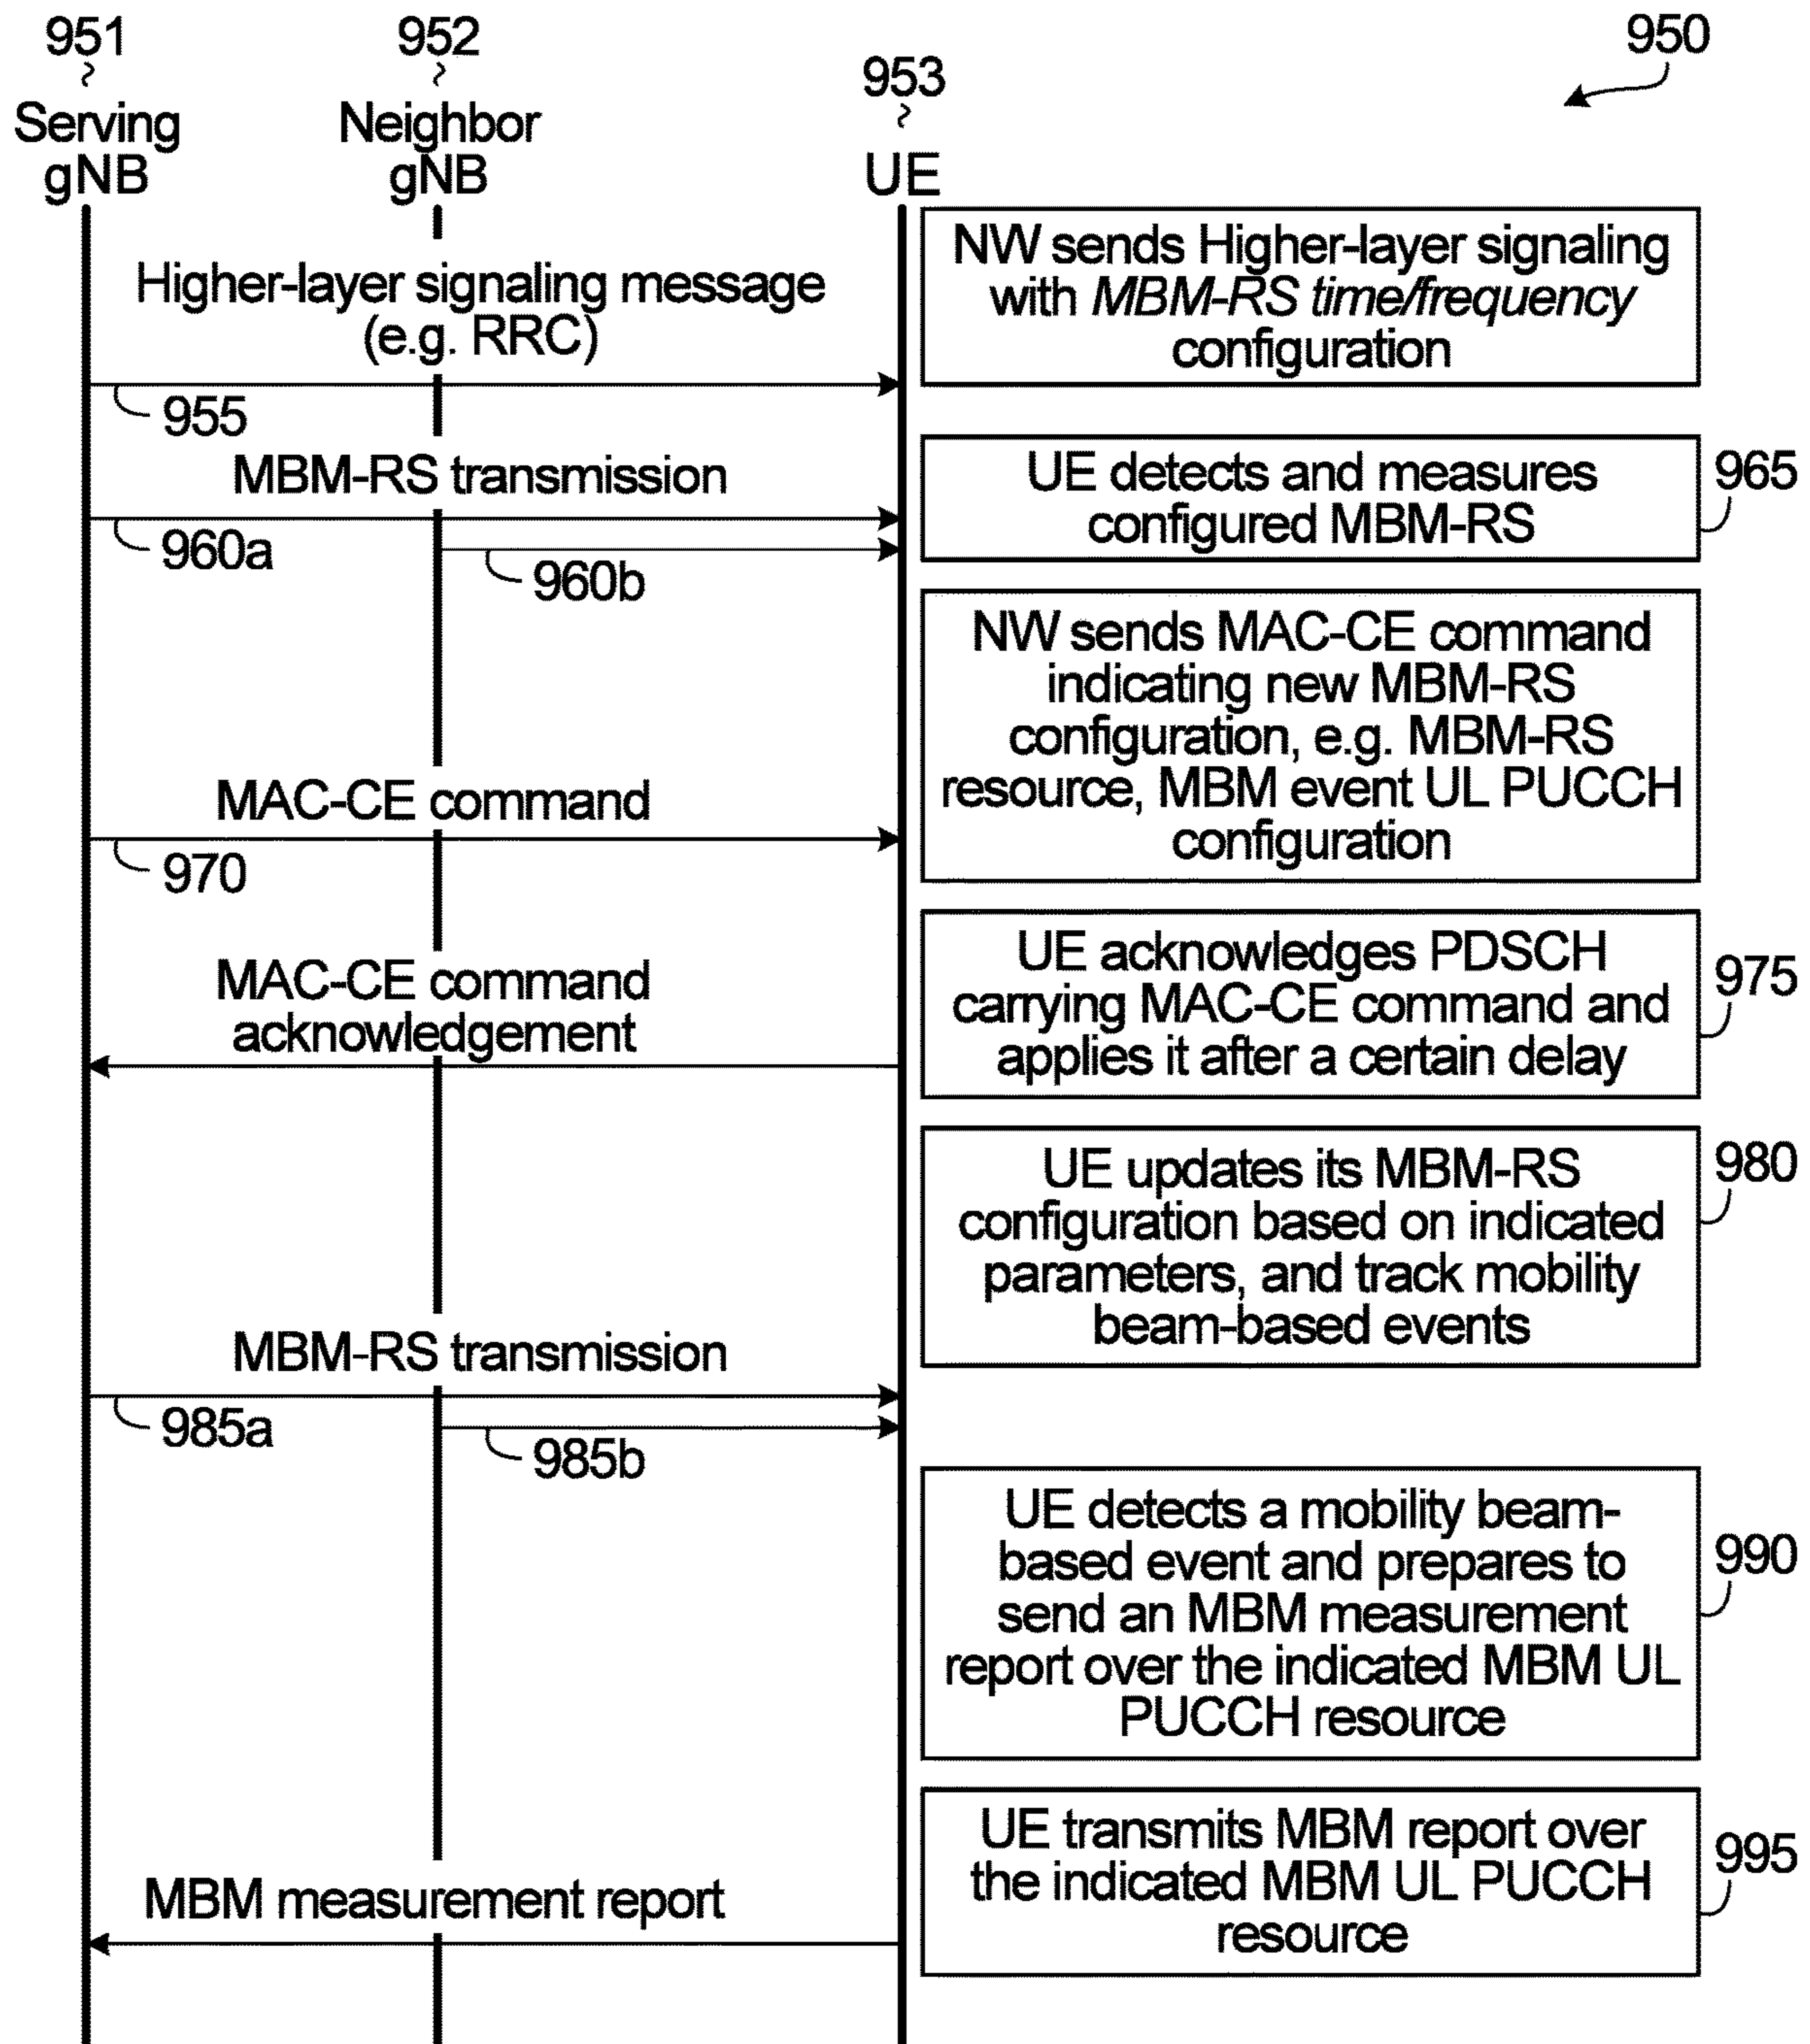 950
951
Serving
gNB
952
Neighbor
gNB
953
UE
NW sends Higher-layer signaling
with MBM-RS time/frequency
configuration
Higher-layer signaling message
(e.g. RRC)
955
MBM-RS transmission
960a
960b
UE detects and measures
configured MBM-RS
965
NW sends MAC-CE command
indicating new MBM-RS
configuration, e.g. MBM-RS
resource, MBM event UL PUCCH
configuration
MAC-CE command
970
MAC-CE command
acknowledgement
UE acknowledges PDSCH
carrying MAC-CE command and
applies it after a certain delay
975
UE updates its MBM-RS
configuration based on indicated
parameters, and track mobility
beam-based events
980
MBM-RS transmission
985a
985b
UE detects a mobility beam-
based event and prepares to
send an MBM measurement
report over the indicated MBM UL
PUCCH resource
990
UE transmits MBM report over
the indicated MBM UL PUCCH
resource
995
MBM measurement report